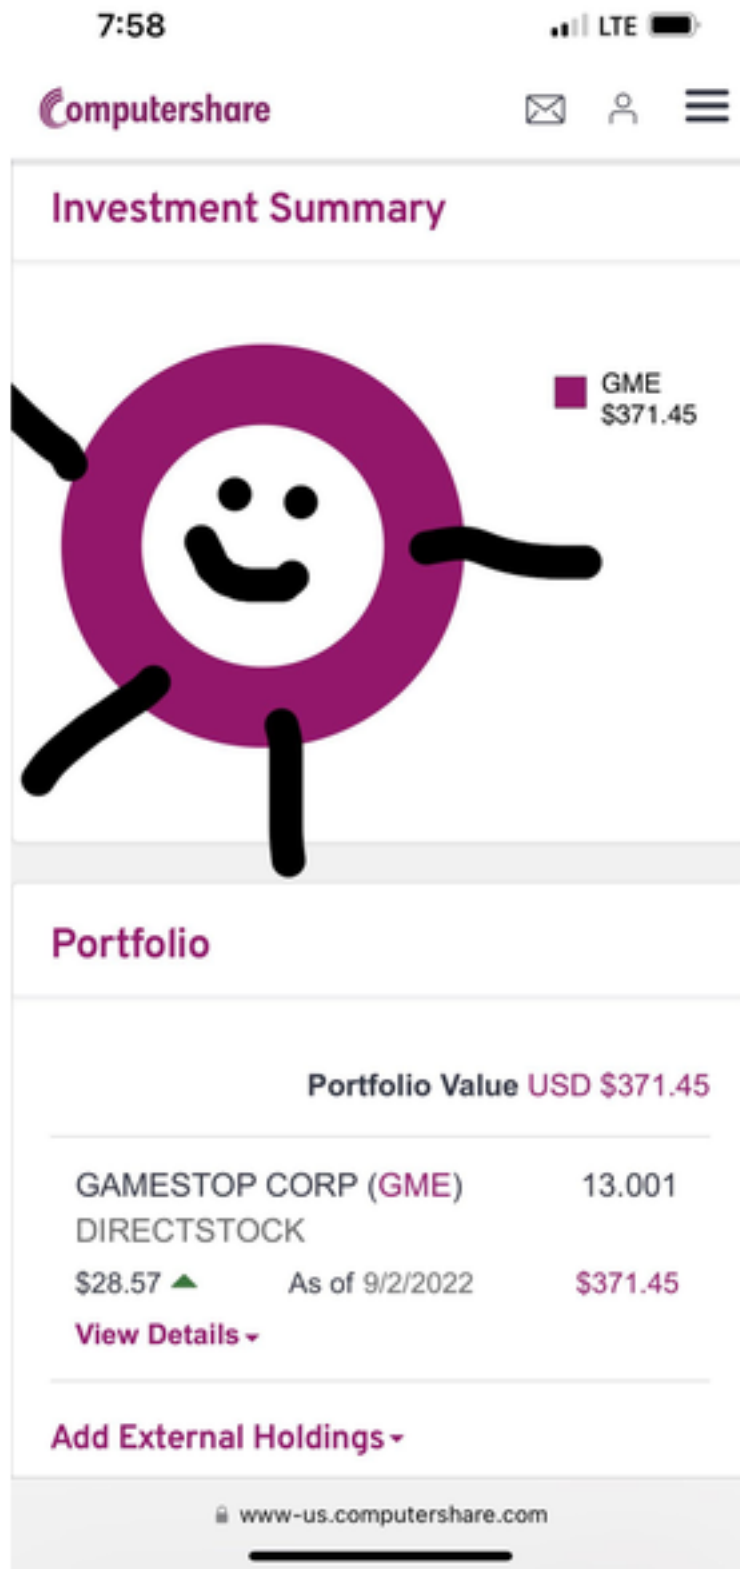 7:58
LTE
Computershare
Investment Summary
GME
$371.45
Portfolio
Portfolio Value USD $371.45
GAMESTOP CORP (GME) 13.001
DIRECTSTOCK
$28.57 As of 9/2/2022 $371.45
View Details
Add External Holdings
www-us.computershare.com